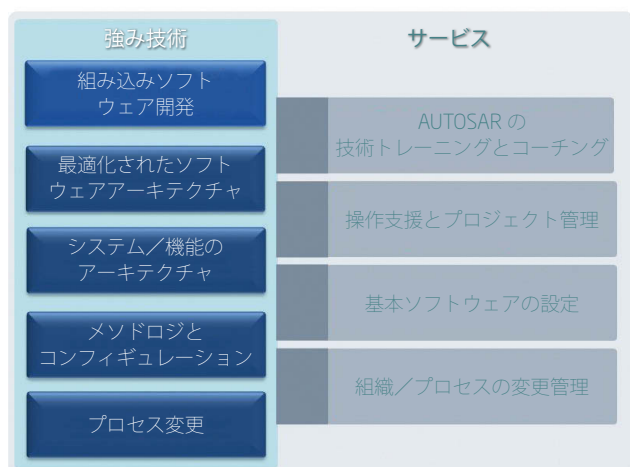 強み技術
組み込みソフト
ウェア開発
最適化されたソフト
ウェアアーキテクチャ
システム／機能の
アーキテクチャ
メソドロジと
コンフィギュレーション
プロセス変更
サービス
AUTOSAR の
技術トレーニングとコーチング
操作支援とプロジェクト管理
基本ソフトウェアの設定
組織／プロセスの変更管理